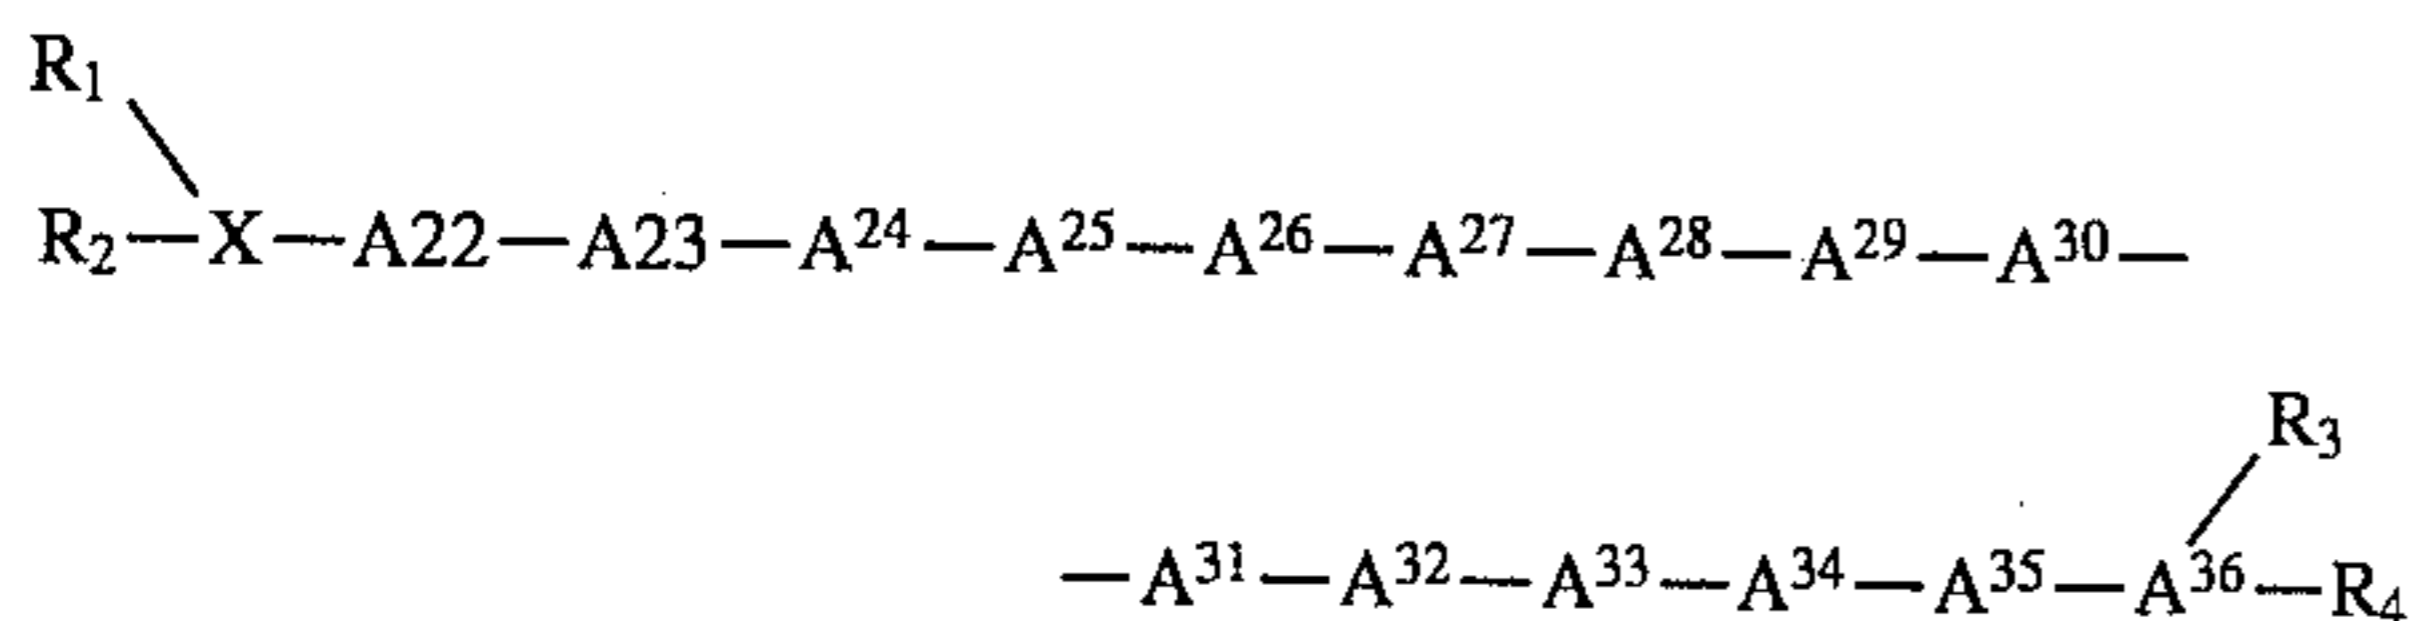 R₁
R₂—X—A22—A23—A²⁴—A²⁵—A²⁶—A²⁷—A²⁸—A²⁹—A³⁰—
R₃
—A³¹—A³²—A³³—A³⁴—A³⁵—A³⁶—R₄